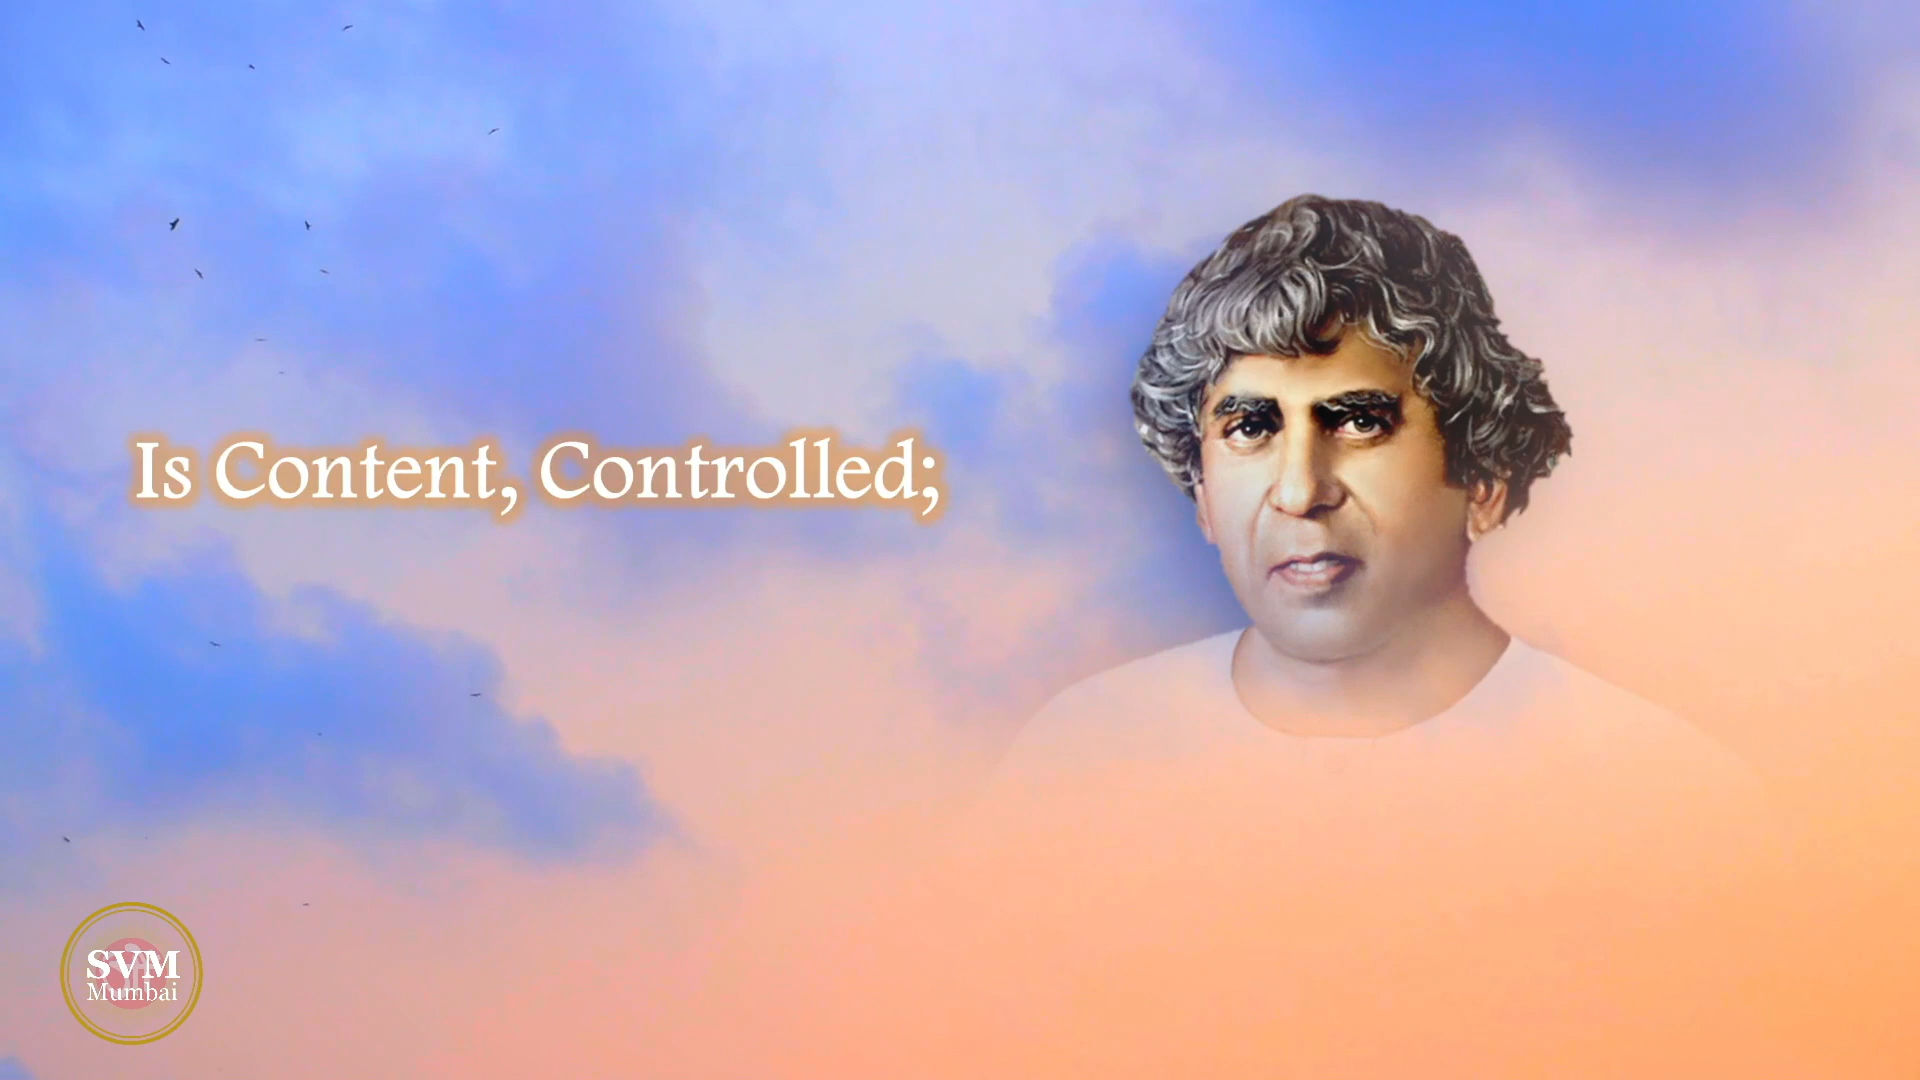 Is Content, Controlled;
SVM
Mumbai